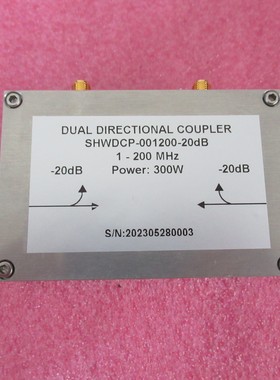 DUAL DIRECTIONAL COUPLER
SHWDCP-001200-20dB
1 - 200 MHz
Power: 300W
-20dB -20dB
S/N:202305280003